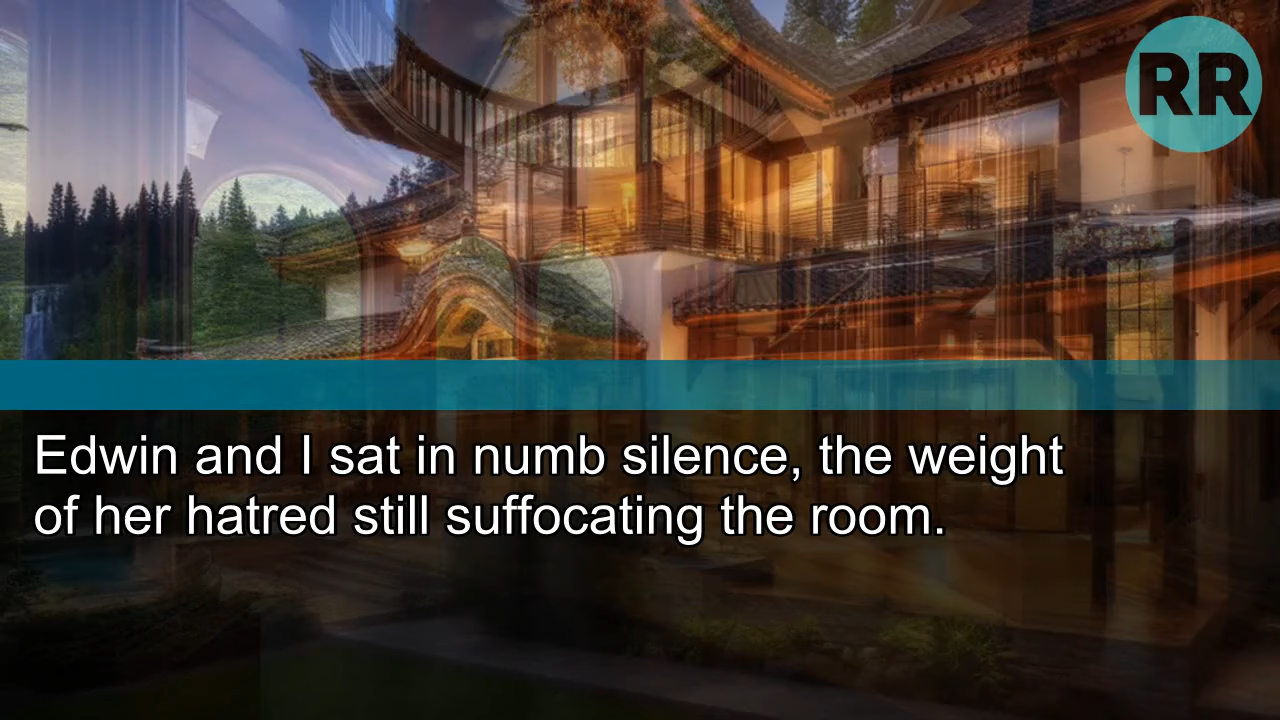 RR
Edwin and I sat in numb silence, the weight
of her hatred still suffocating the room.